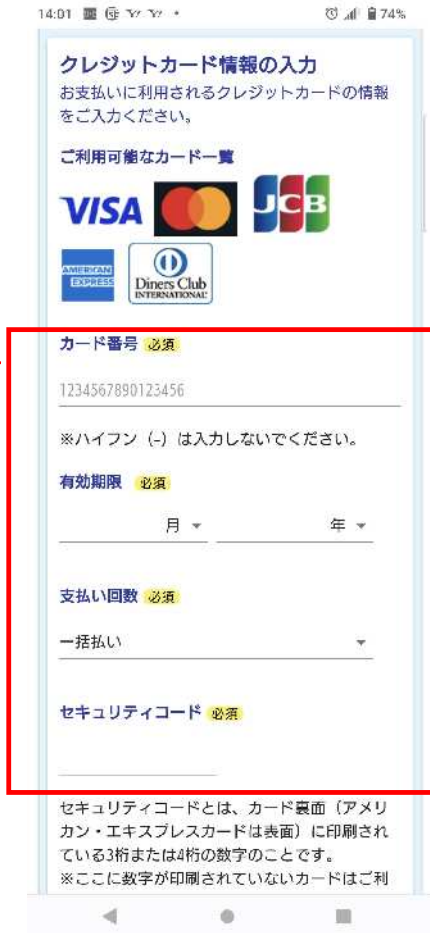 14:01
74%
クレジットカード情報の入力
お支払いに利用されるクレジットカードの情報
をご入力ください。
ご利用可能なカード一覧
VISA
JCB
AMERICAN
EXPRESS
Diners Club
INTERNATIONAL
カード番号 必須
1234567890123456
※ハイフン（-）は入力しないでください。
有効期限 必須
月 年
支払い回数 必須
一括払い
セキュリティコード 必須
セキュリティコードとは、カード裏面（アメリ
カン・エキスプレスカードは表面）に印刷され
ている3桁または4桁の数字のことです。
※ここに数字が印刷されていないカードはご利